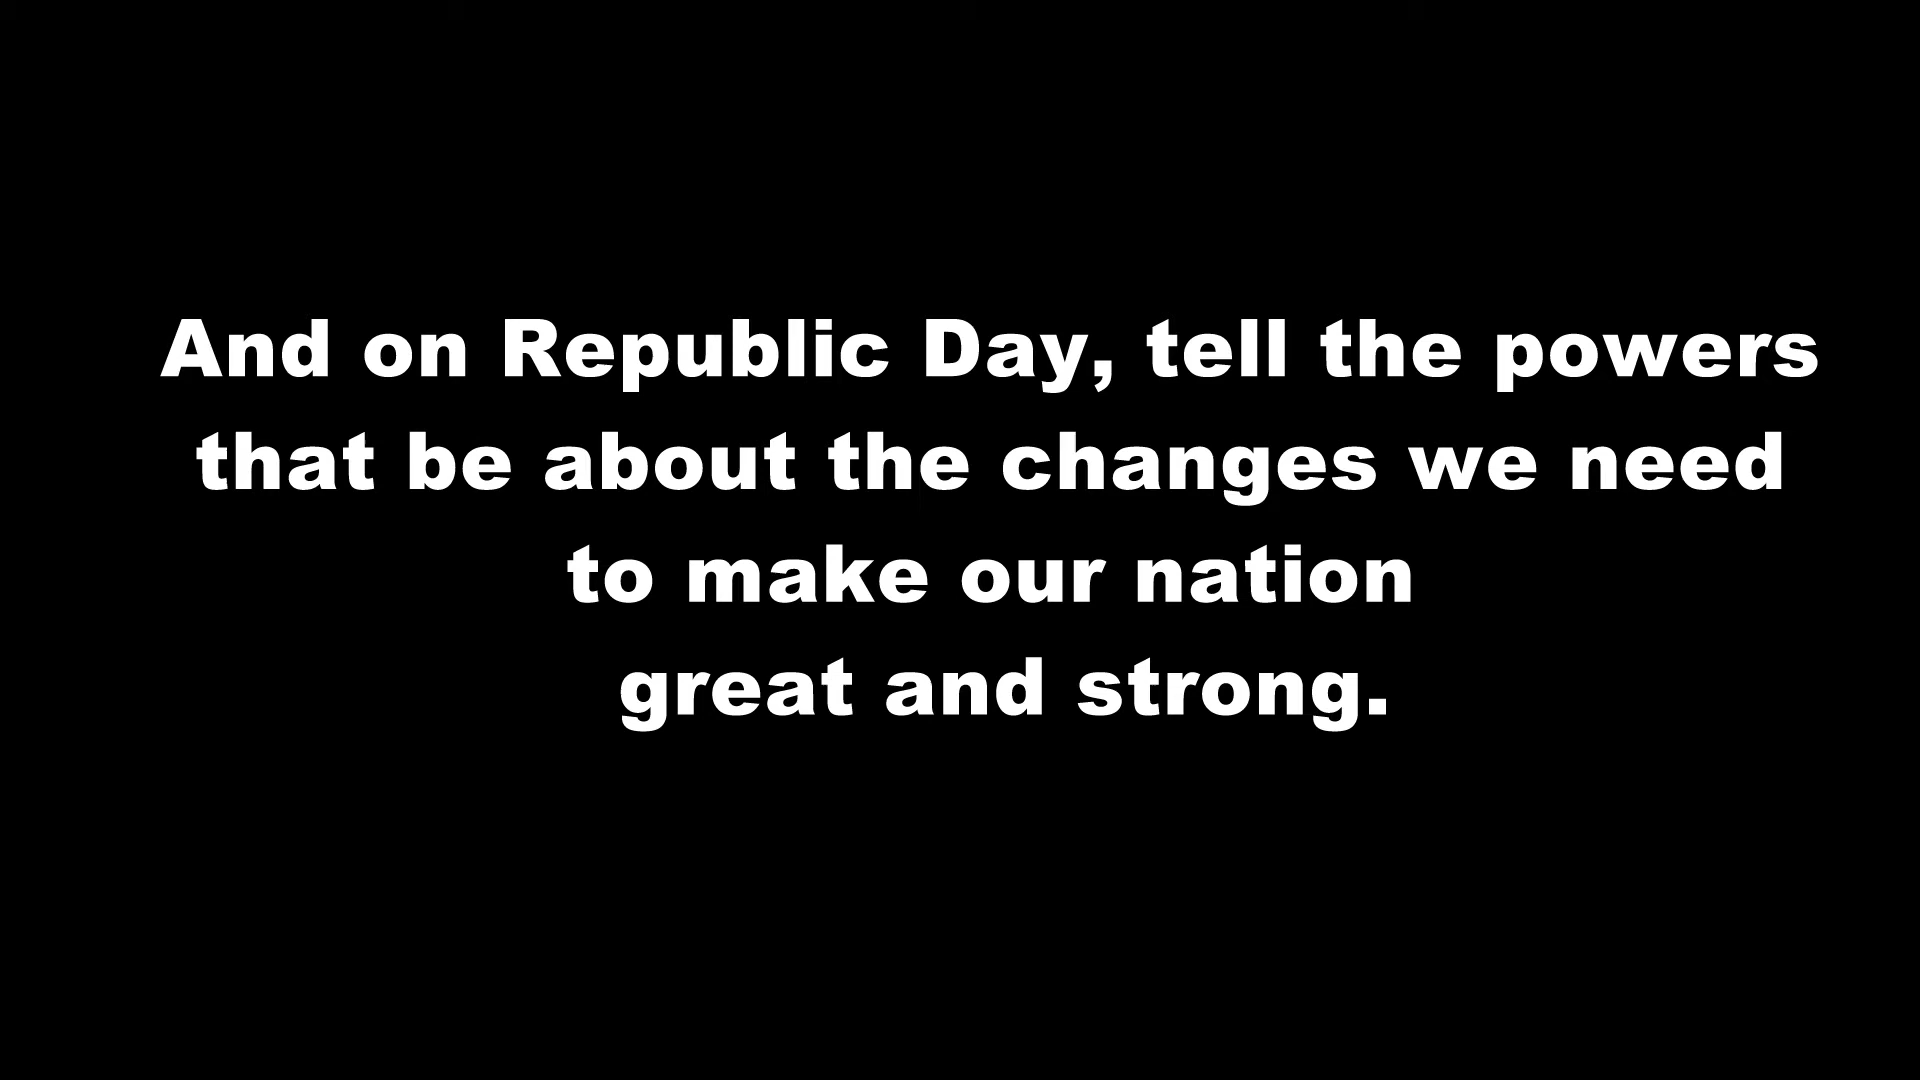 And on Republic Day, tell the powers
that be about the changes we need
to make our nation
great and strong.